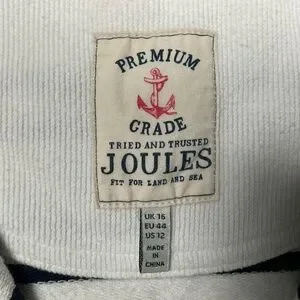 PREMIUM
GRADE
TRIED AND TRUSTED
JOULES
FIT FOR LAND AND SEA
UK 16
EU 44
US 12
MADE
IN
CHINA